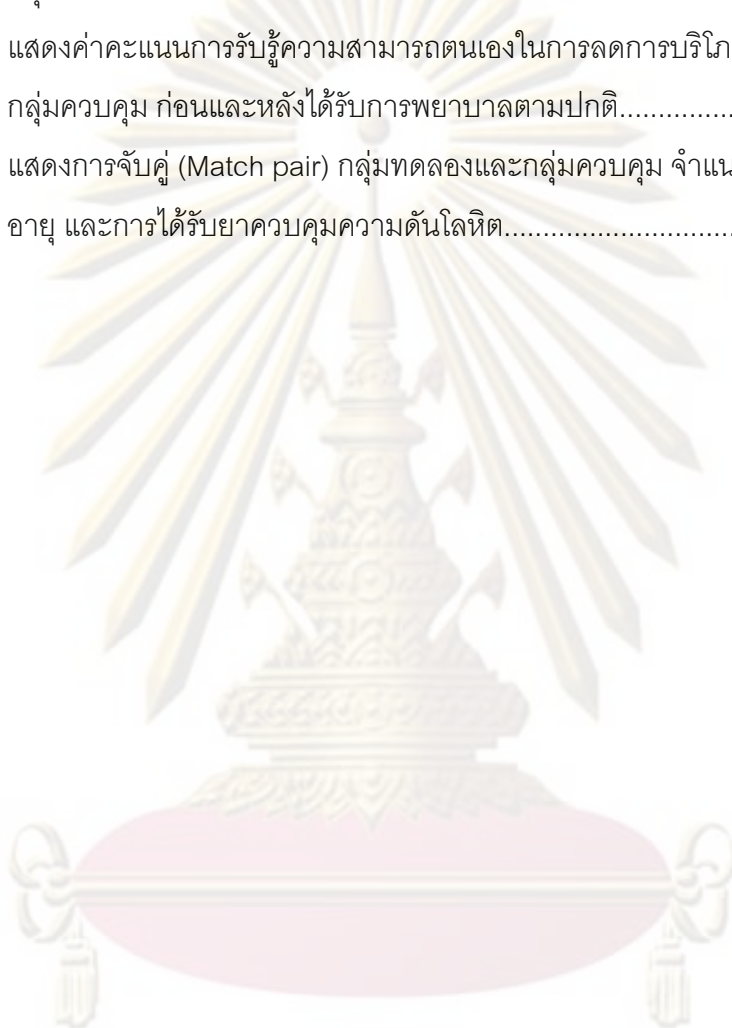 แสดงค่าคะแนนการรับรู้ความสามารถตนเองในการลดการบริโภ
กลุ่มควบคุม ก่อนและหลังได้รับการพยาบาลตามปกติ...............
แสดงการจับคู่ (Match pair) กลุ่มทดลองและกลุ่มควบคุม จำแน
อายุ และการได้รับยาควบคุมความดันโลหิต..............................